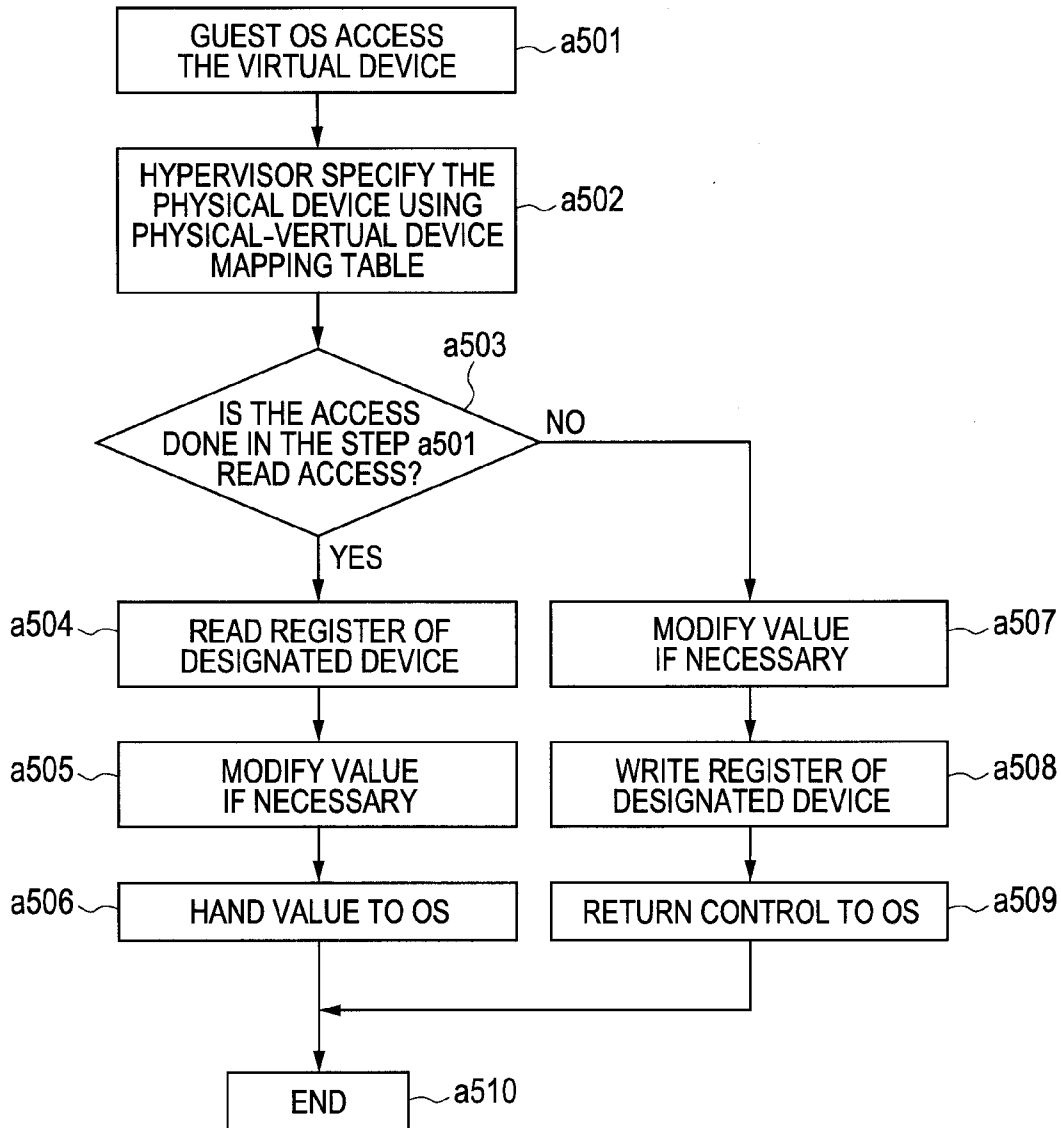 GUEST OS ACCESS
THE VIRTUAL DEVICE
a501
HYPERVISOR SPECIFY THE
PHYSICAL DEVICE USING
PHYSICAL-VERTUAL DEVICE
MAPPING TABLE
a502
a503
IS THE ACCESS
DONE IN THE STEP a501
READ ACCESS?
NO
YES
a504
READ REGISTER OF
DESIGNATED DEVICE
MODIFY VALUE
IF NECESSARY
a507
a505
MODIFY VALUE
IF NECESSARY
WRITE REGISTER OF
DESIGNATED DEVICE
a508
a506
HAND VALUE TO OS
RETURN CONTROL TO OS
a509
END
a510